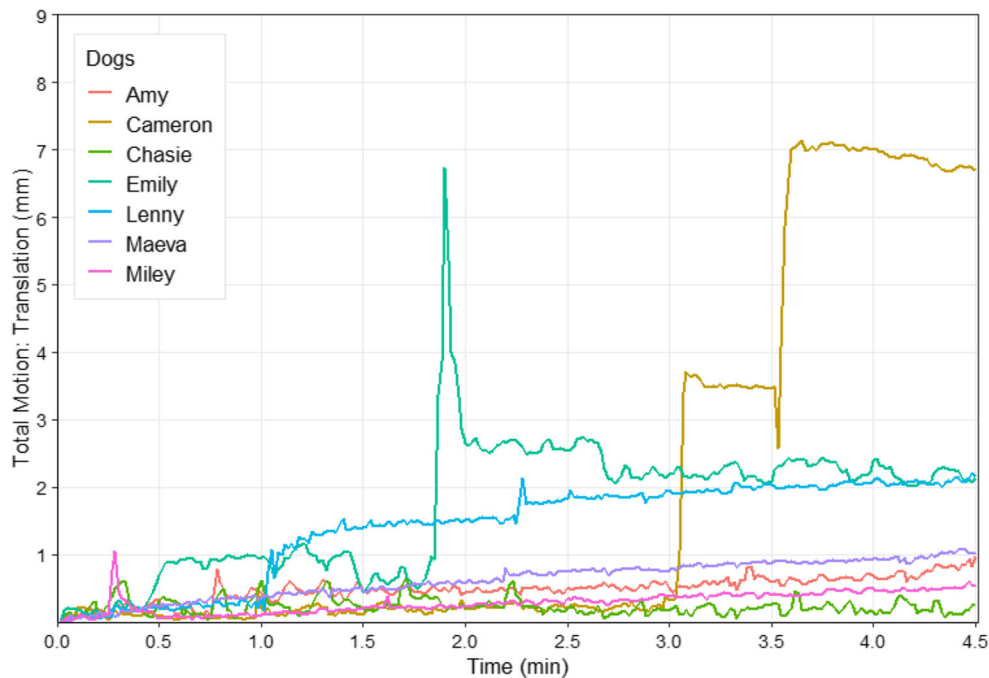 9
8
7
6
5
4
3
2
1
Total Motion: Translation (mm)
Dogs
Amy
Cameron
Chasie
Emily
Lenny
Maeva
Miley
0.0 0.5 1.0 1.5 2.0 2.5 3.0 3.5 4.0 4.5
Time (min)